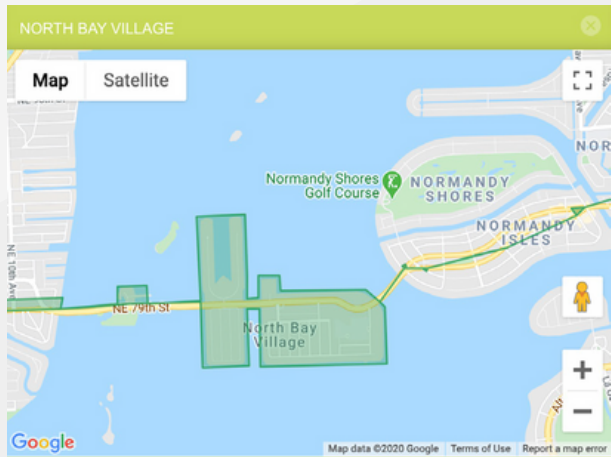 NORTH BAY VILLAGE
Map Satellite
NOR
Normandy Shores
Golf Course
NORMANDY
SHORES
NORMANDY
ISLES
NE 10th Ave
NE 79th St
North Bay
Village
Google
Map data ©2020 Google Terms of Use Report a map error